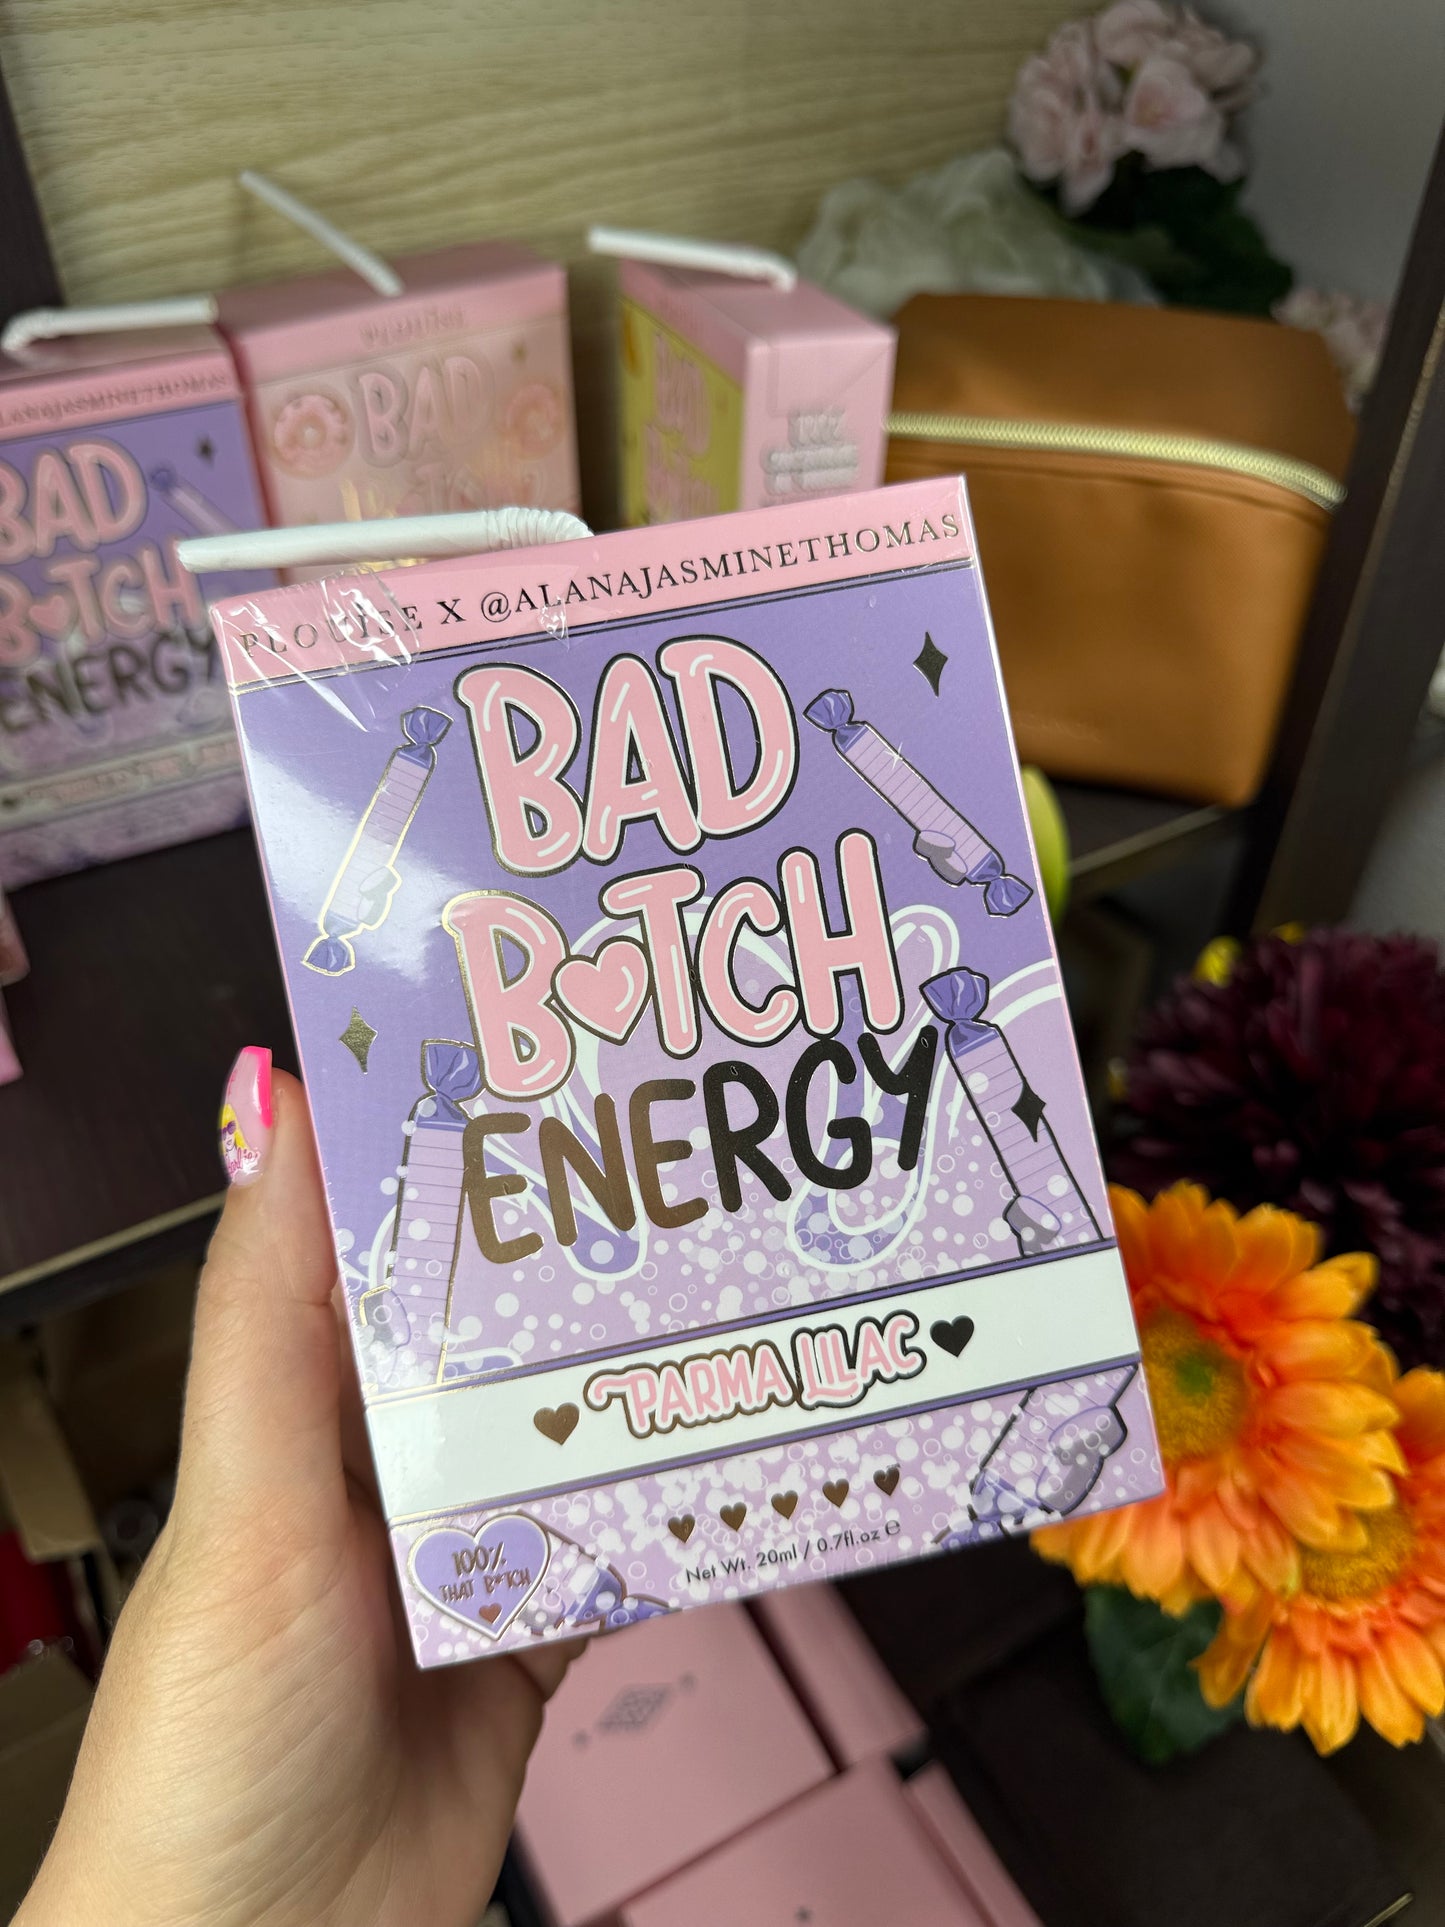 PLOUISE X @ALANAJASMINETHOMAS
BAD
B♥TCH
ENERGY
♥ PARMA LILAC ♥
♥ ♥ ♥ ♥ ♥
Net Wt. 20ml / 0.7fl.oz ℮
100%
THAT B*TCH
♥
ALANAJASMINETHOMAS
BAD
B♥TCH
ENERGY
BAD